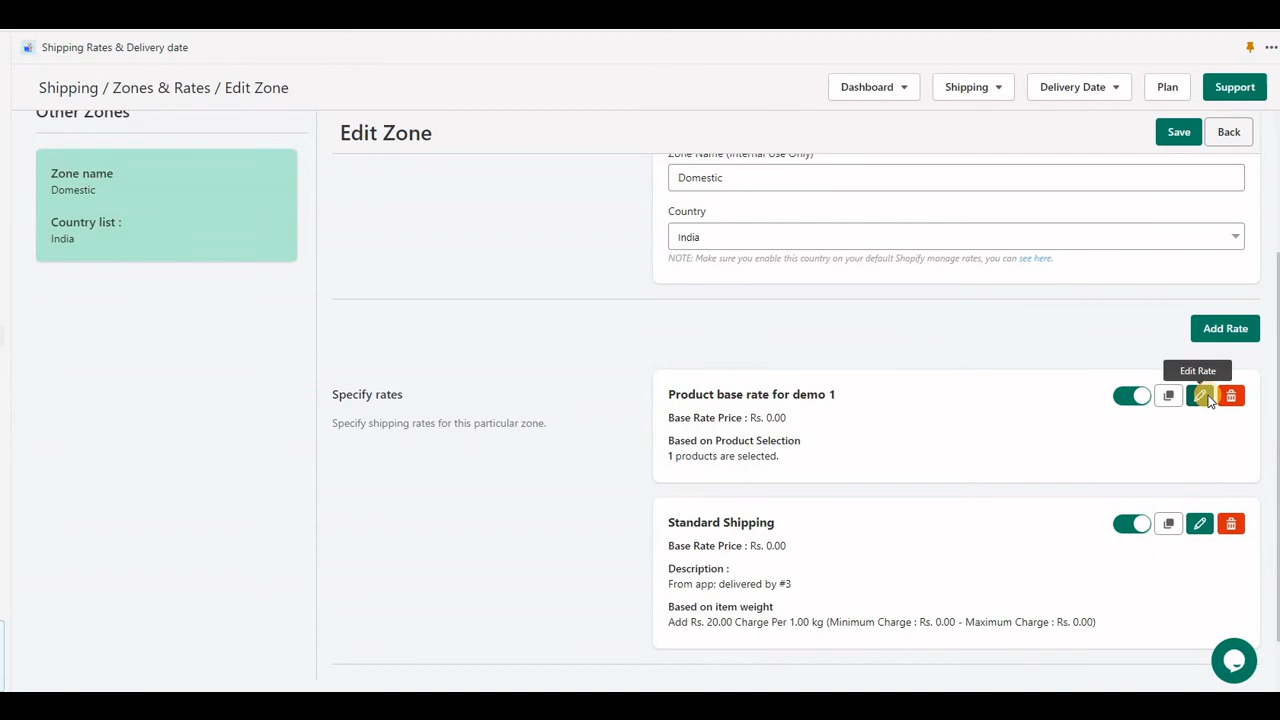 Shipping Rates & Delivery date
Shipping / Zones & Rates / Edit Zone
Dashboard
Shipping
Delivery Date
Plan
Support
Other Zones
Edit Zone
Save
Back
Zone name
Domestic
Country list :
India
Zone Name (Internal Use Only)
Domestic
Country
India
NOTE: Make sure you enable this country on your default Shopify manage rates, you can see here.
Add Rate
Edit Rate
Specify rates
Specify shipping rates for this particular zone.
Product base rate for demo 1
Base Rate Price : Rs. 0.00
Based on Product Selection
1 products are selected.
Standard Shipping
Base Rate Price : Rs. 0.00
Description :
From app: delivered by #3
Based on item weight
Add Rs. 20.00 Charge Per 1.00 kg (Minimum Charge : Rs. 0.00 - Maximum Charge : Rs. 0.00)